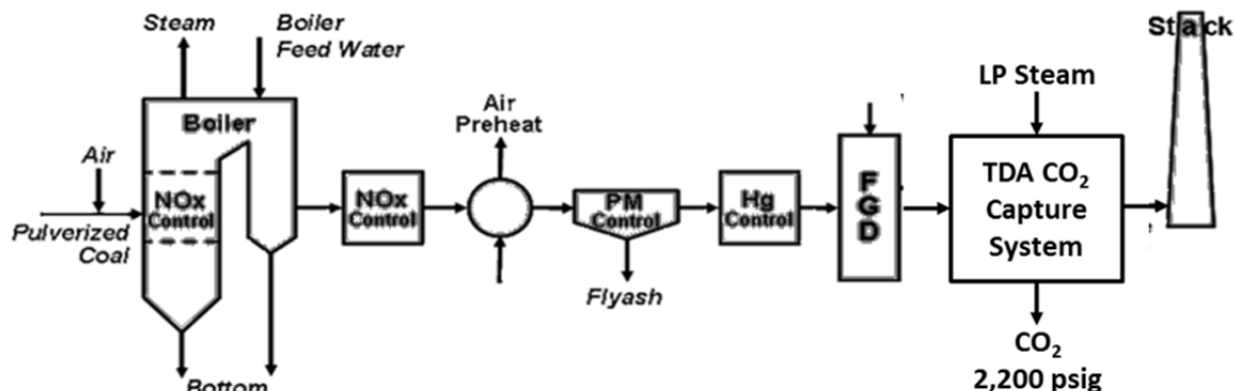 Steam
Boiler
Feed Water
Boiler
Air
Pulverized
Coal
NOx
Control
Bottom
NOx
Control
Air
Preheat
PM
Control
Flyash
Hg
Control
F
G
D
LP Steam
TDA CO₂
Capture
System
CO₂
2,200 psig
Stack